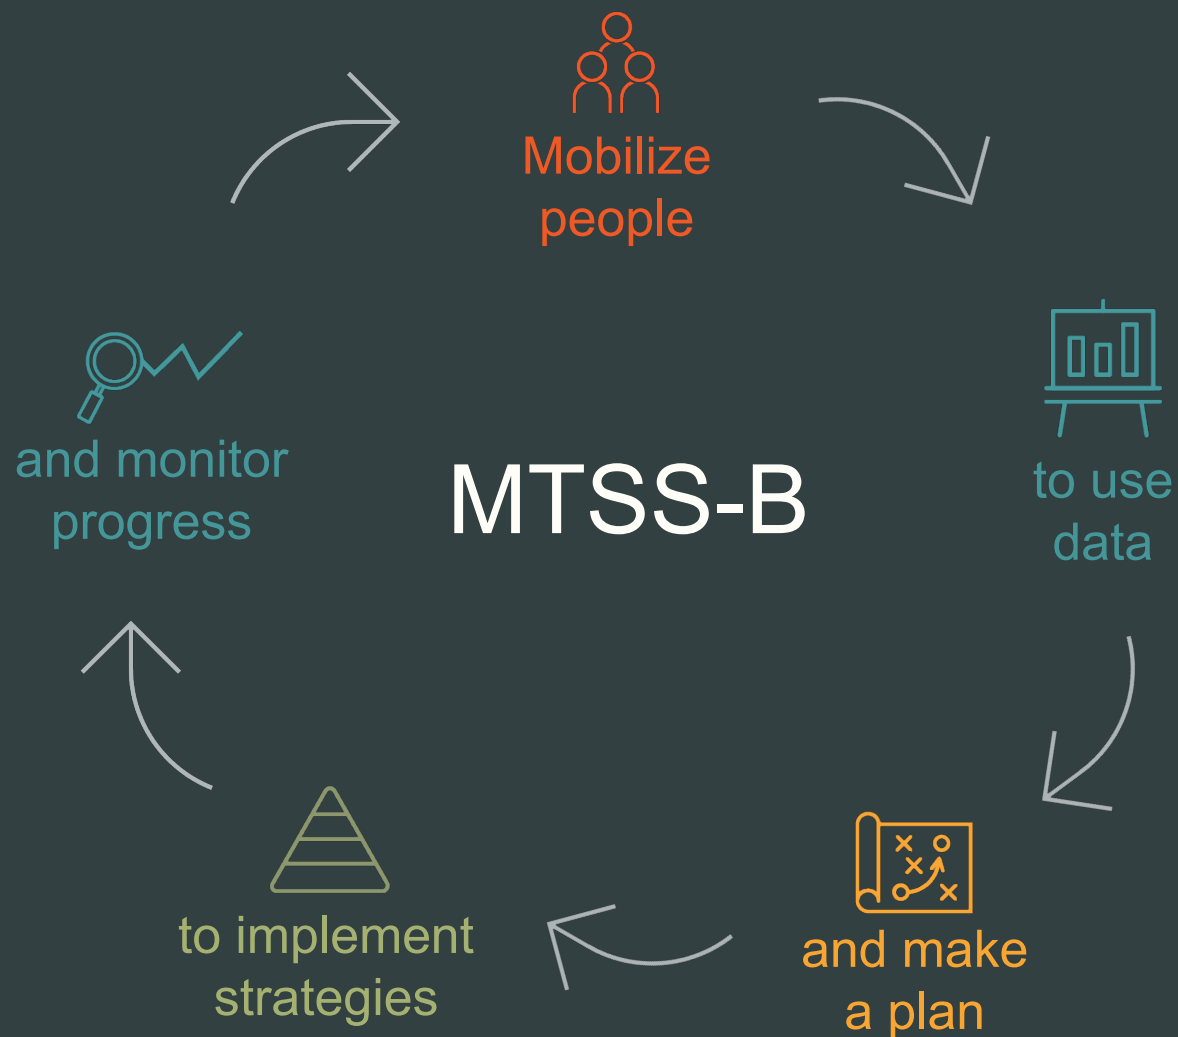 Mobilize
people
to use
data
and make
a plan
to implement
strategies
and monitor
progress
MTSS-B